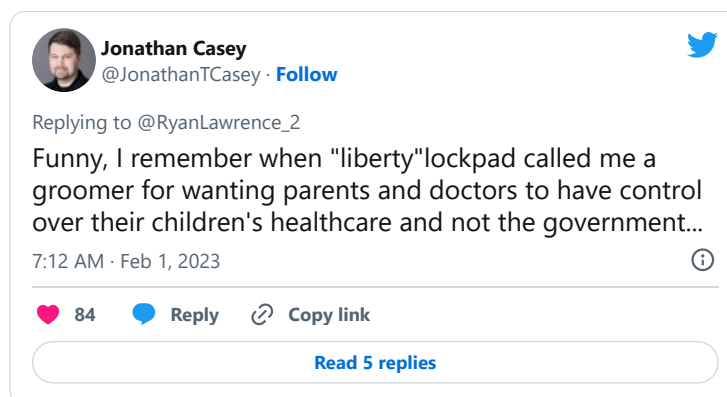 Jonathan Casey
@JonathanTCasey · Follow
Replying to @RyanLawrence_2
Funny, I remember when "liberty"lockpad called me a
groomer for wanting parents and doctors to have control
over their children's healthcare and not the government...
7:12 AM · Feb 1, 2023
84 Reply Copy link
Read 5 replies